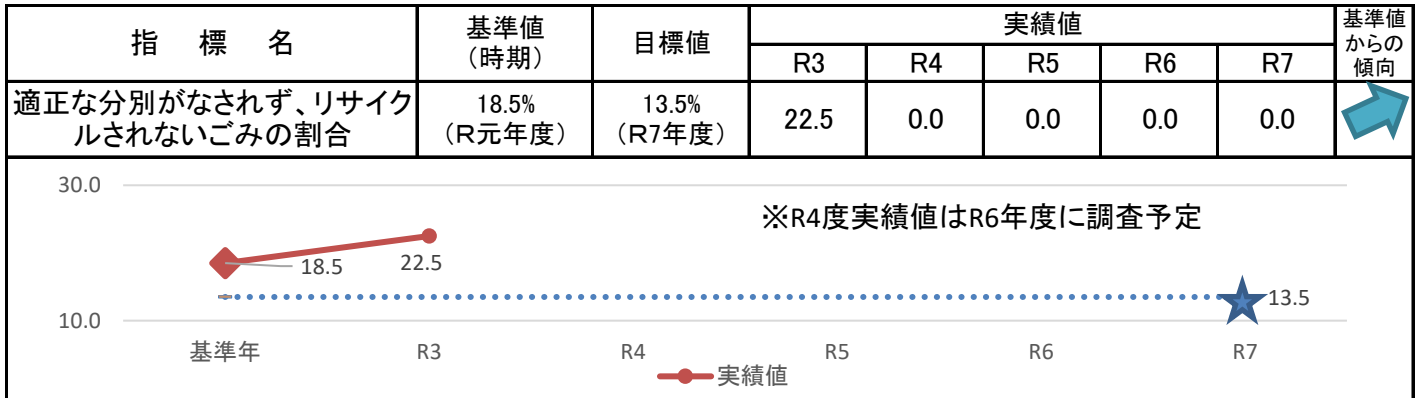 指標名 基準値(時期) 目標値 実績値 基準値からの傾向
R3 R4 R5 R6 R7
適正な分別がなされず、リサイク
ルされないごみの割合
18.5%
(R元年度)
13.5%
(R7年度)
22.5 0.0 0.0 0.0 0.0
30.0
※R4度実績値はR6年度に調査予定
18.5 22.5
13.5
10.0
基準年 R3 R4 R5 R6 R7
実績値